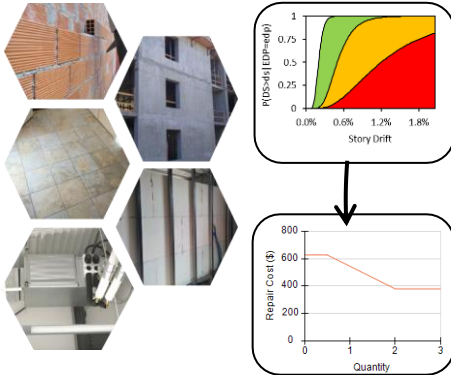 P(DS>ds|EDP=edp)
1
0.75
0.5
0.25
0
0.0% 0.6% 1.2% 1.8%
Story Drift
Repair Cost ($)
800
600
400
200
0
0 1 2 3
Quantity